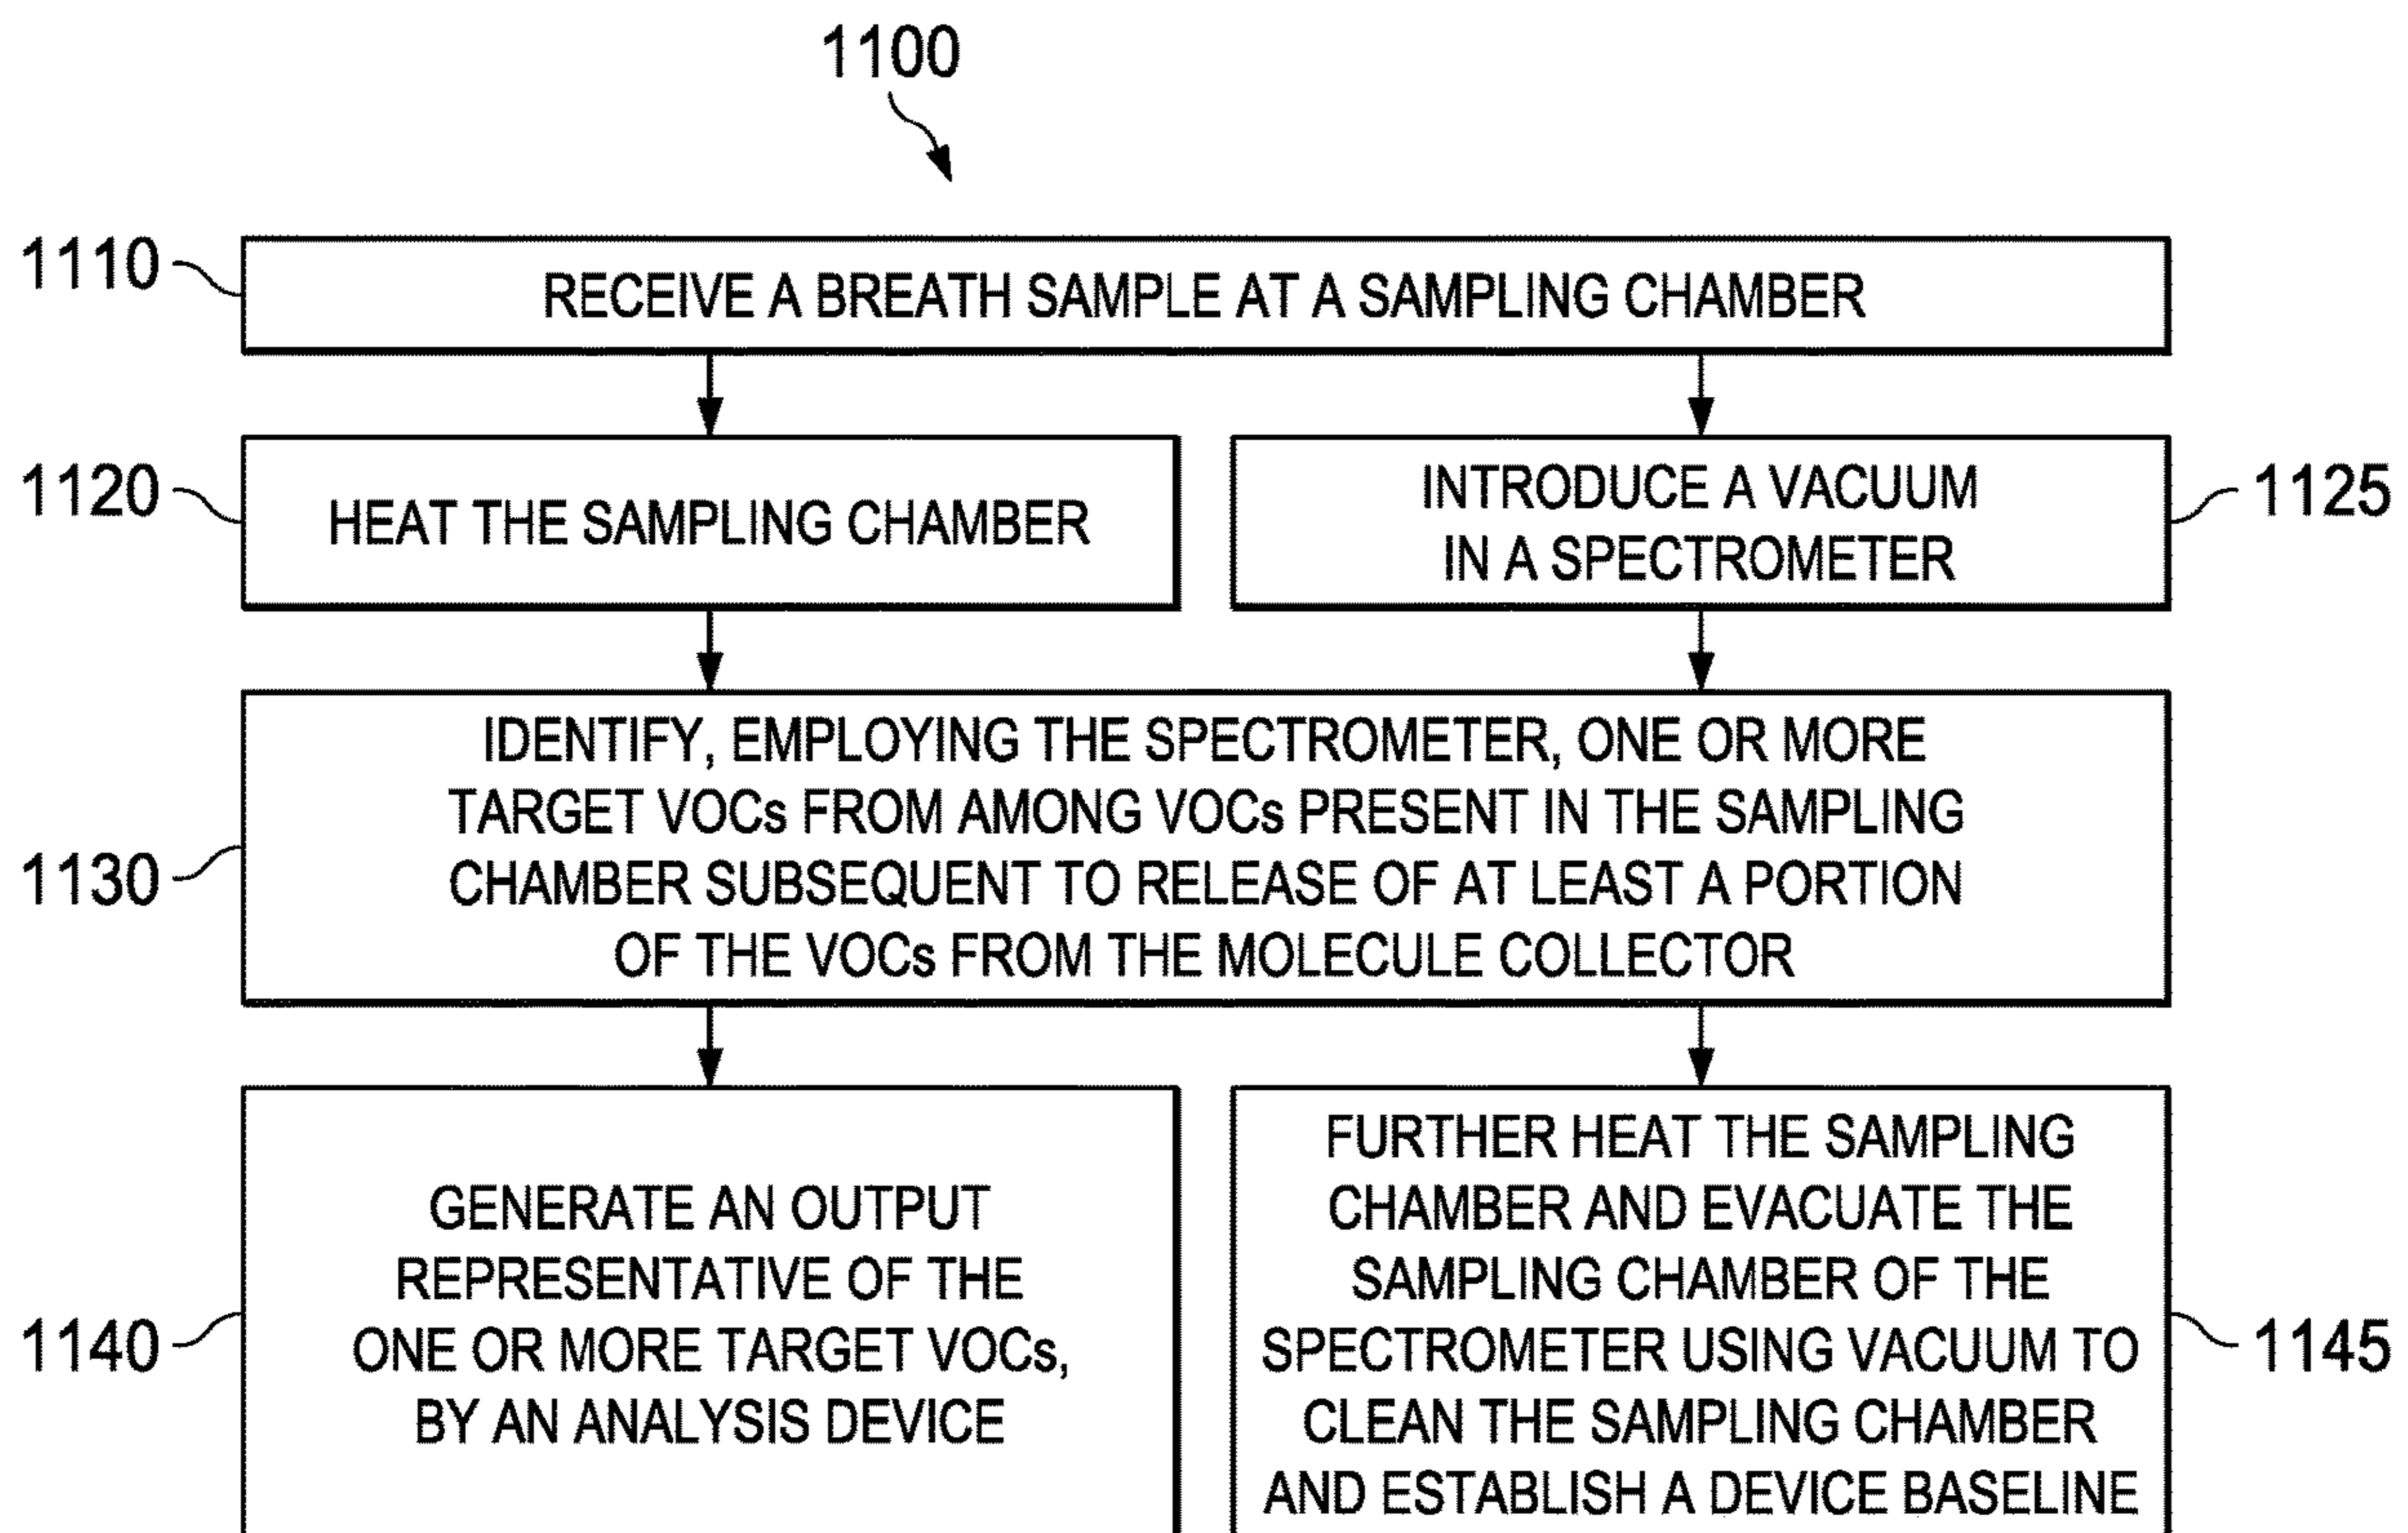 1100
1110
RECEIVE A BREATH SAMPLE AT A SAMPLING CHAMBER
1120
HEAT THE SAMPLING CHAMBER
INTRODUCE A VACUUM
IN A SPECTROMETER
1125
1130
IDENTIFY, EMPLOYING THE SPECTROMETER, ONE OR MORE
TARGET VOCs FROM AMONG VOCs PRESENT IN THE SAMPLING
CHAMBER SUBSEQUENT TO RELEASE OF AT LEAST A PORTION
OF THE VOCs FROM THE MOLECULE COLLECTOR
1140
GENERATE AN OUTPUT
REPRESENTATIVE OF THE
ONE OR MORE TARGET VOCs,
BY AN ANALYSIS DEVICE
FURTHER HEAT THE SAMPLING
CHAMBER AND EVACUATE THE
SAMPLING CHAMBER OF THE
SPECTROMETER USING VACUUM TO
CLEAN THE SAMPLING CHAMBER
AND ESTABLISH A DEVICE BASELINE
1145